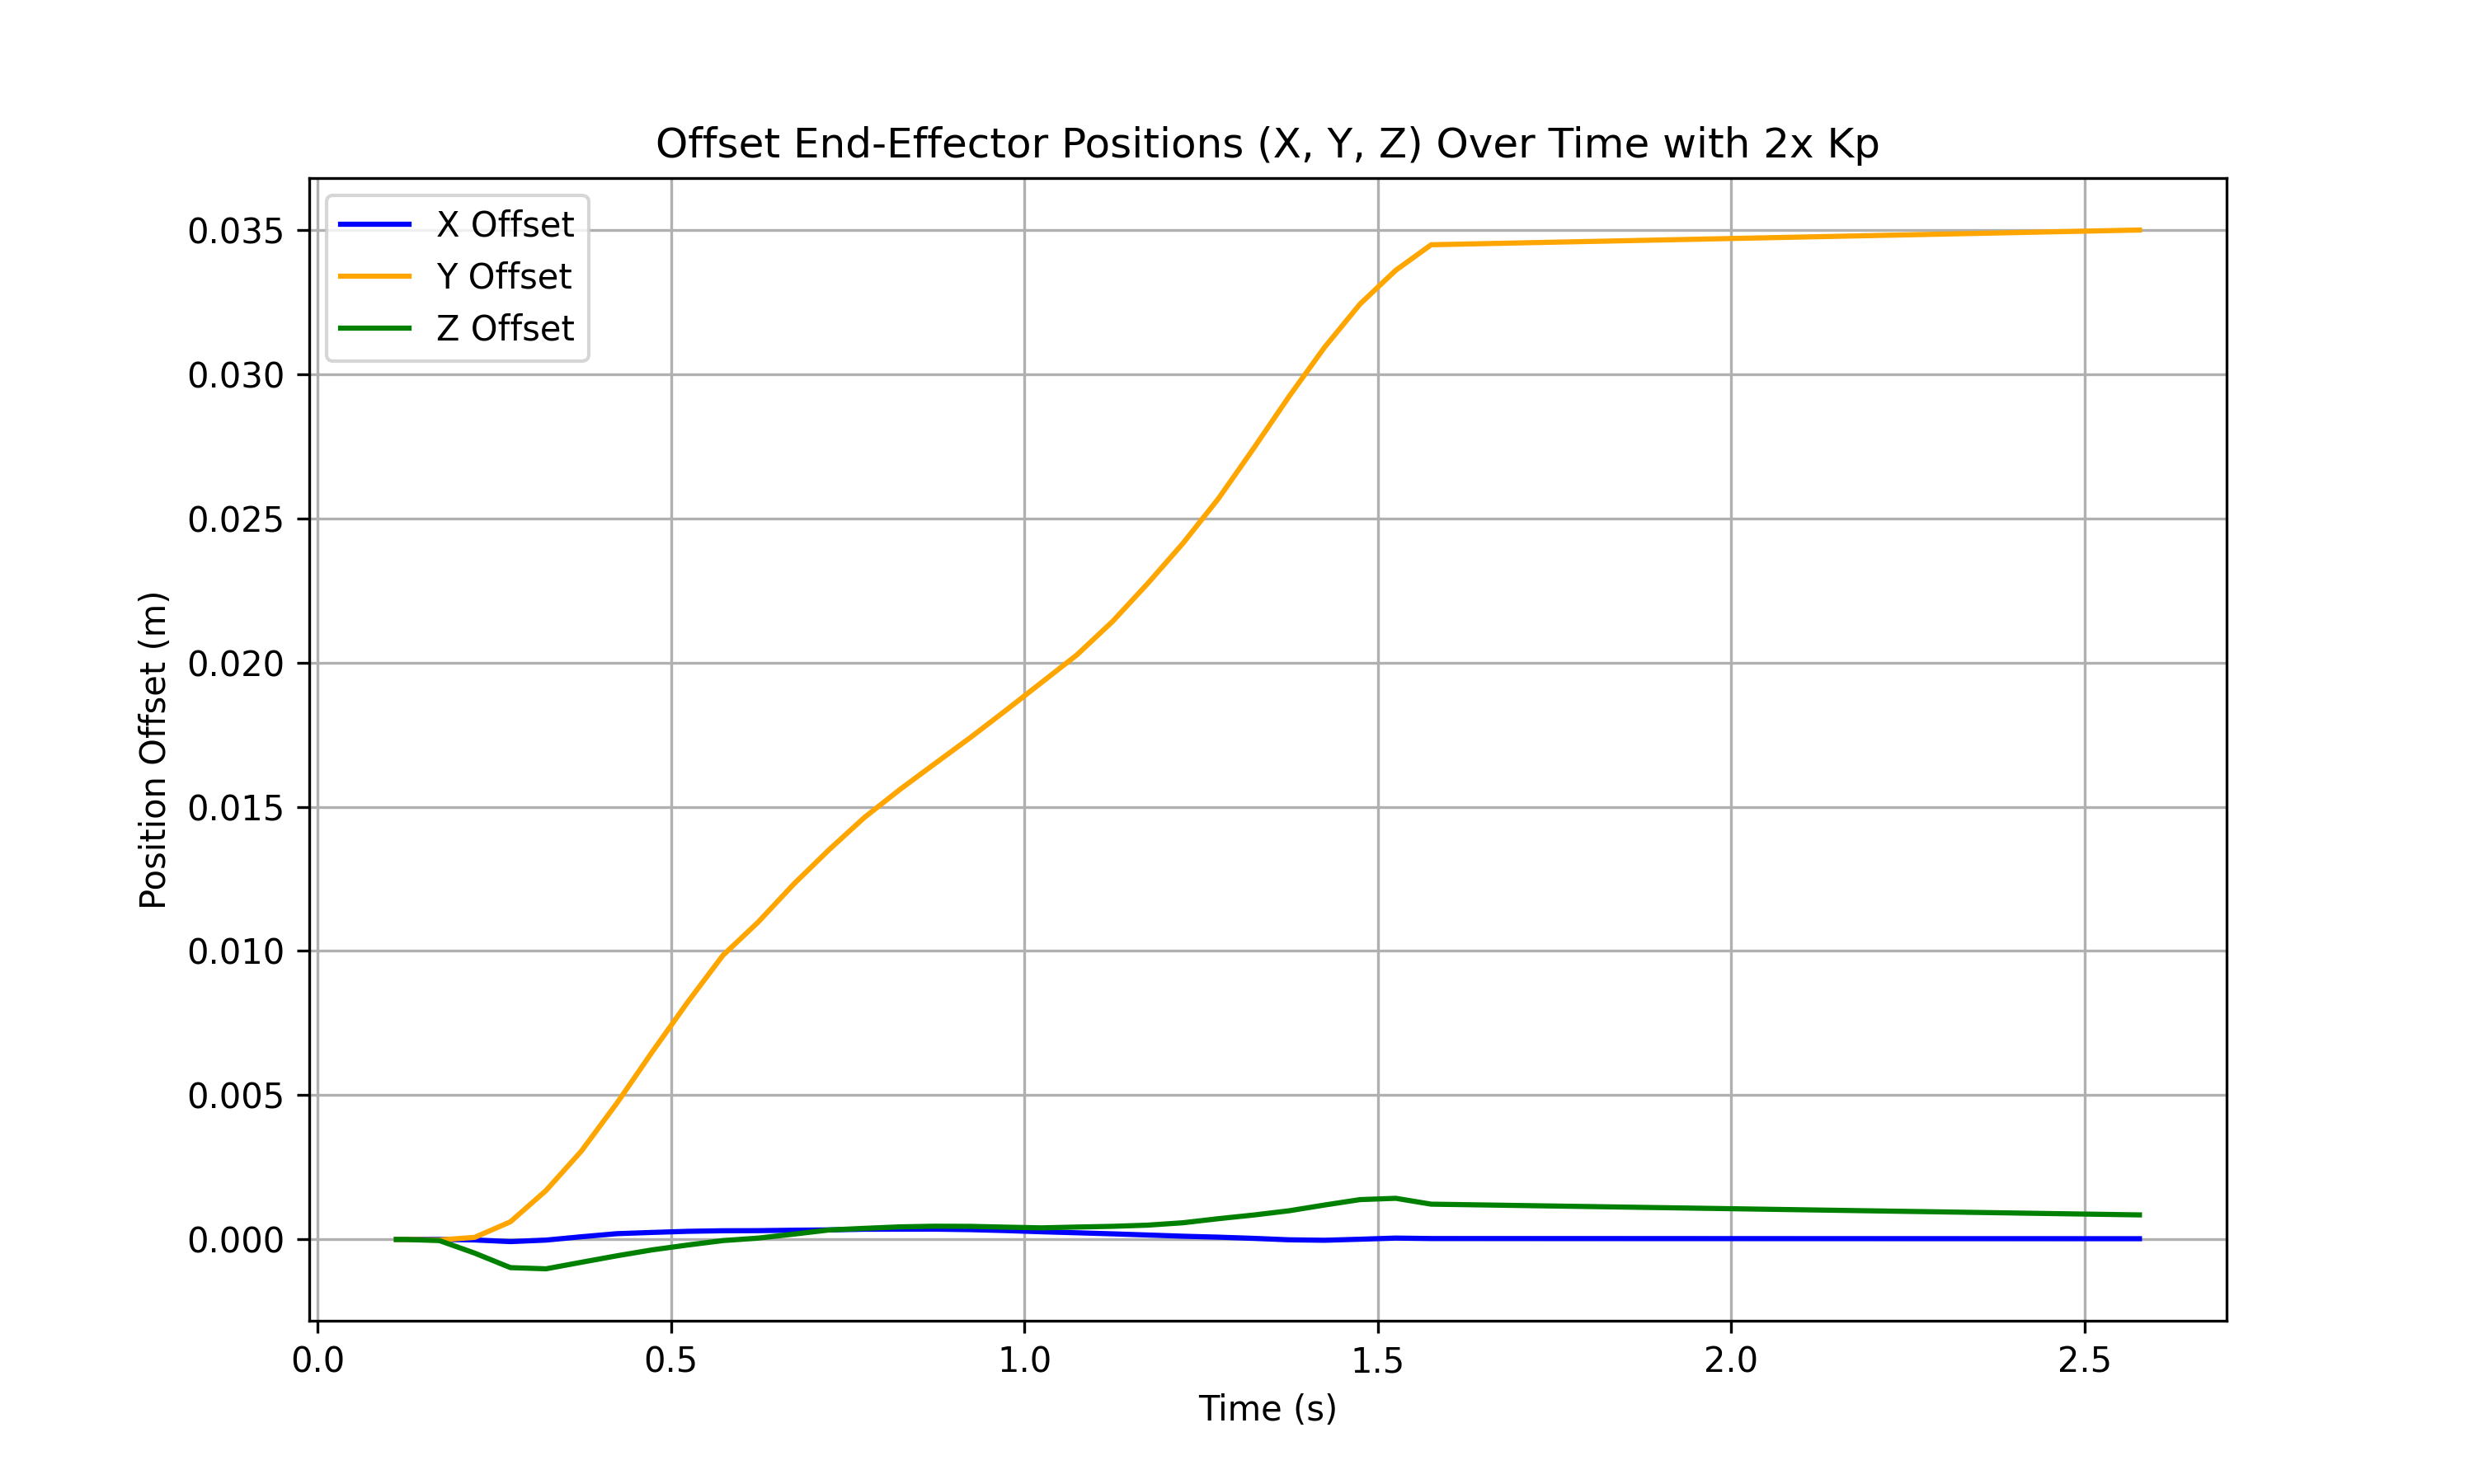 Offset End-Effector Positions (X, Y, Z) Over Time with 2x Kp
X Offset
Y Offset
Z Offset
0.035
0.030
0.025
0.020
0.015
0.010
0.005
0.000
Position Offset (m)
0.0 0.5 1.0 1.5 2.0 2.5
Time (s)